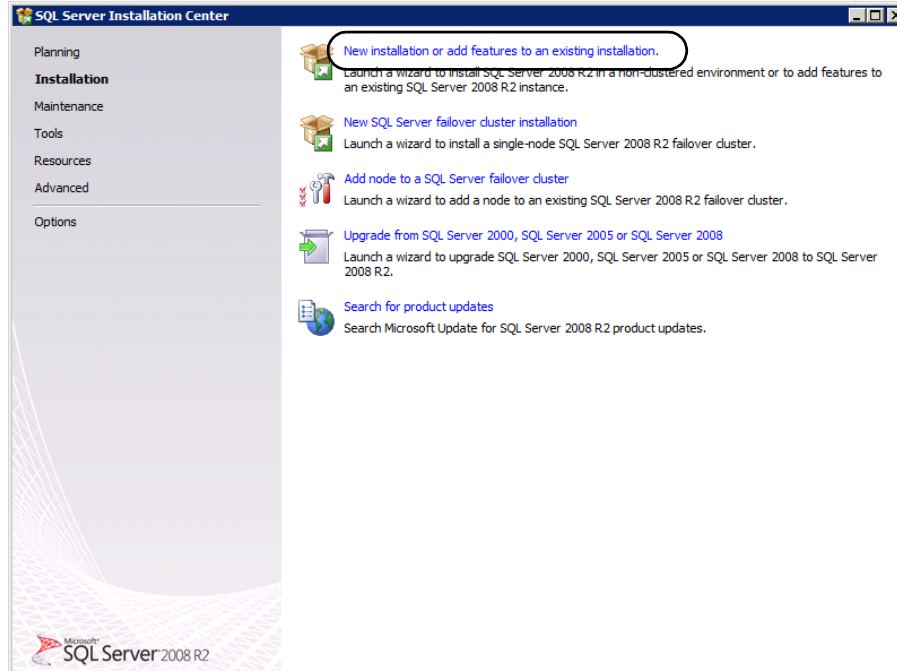 SQL Server Installation Center
Planning
Installation
Maintenance
Tools
Resources
Advanced
Options
New installation or add features to an existing installation.
Launch a wizard to install SQL Server 2008 R2 in a non-clustered environment or to add features to
an existing SQL Server 2008 R2 instance.
New SQL Server failover cluster installation
Launch a wizard to install a single-node SQL Server 2008 R2 failover cluster.
Add node to a SQL Server failover cluster
Launch a wizard to add a node to an existing SQL Server 2008 R2 failover cluster.
Upgrade from SQL Server 2000, SQL Server 2005 or SQL Server 2008
Launch a wizard to upgrade SQL Server 2000, SQL Server 2005 or SQL Server 2008 to SQL Server
2008 R2.
Search for product updates
Search Microsoft Update for SQL Server 2008 R2 product updates.
Microsoft
SQL Server 2008 R2